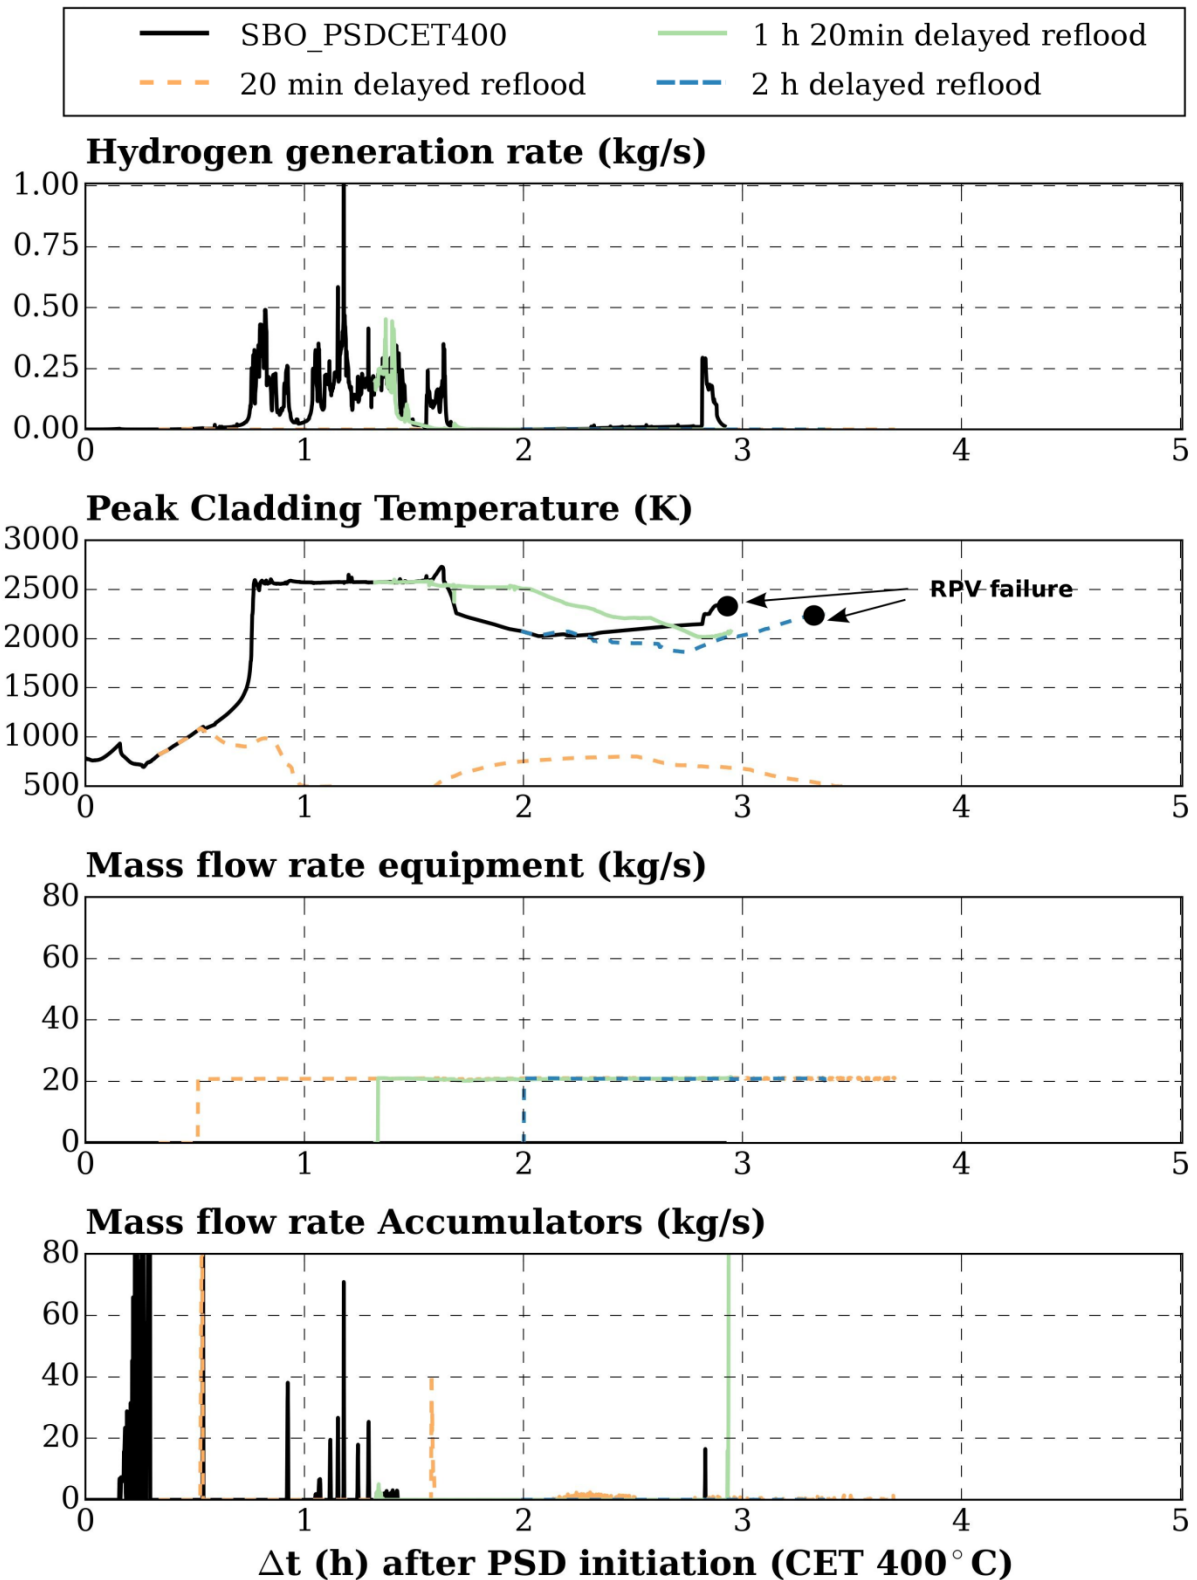 SBO_PSDCET400 1 h 20min delayed reflood
20 min delayed reflood 2 h delayed reflood
Hydrogen generation rate (kg/s)
1.00
0.75
0.50
0.25
0.00
0 1 2 3 4 5
Peak Cladding Temperature (K)
3000
2500
RPV failure
2000
1500
1000
500
0 1 2 3 4 5
Mass flow rate equipment (kg/s)
80
60
40
20
0
0 1 2 3 4 5
Mass flow rate Accumulators (kg/s)
80
60
40
20
0
0 1 2 3 4 5
Δt (h) after PSD initiation (CET 400°C)